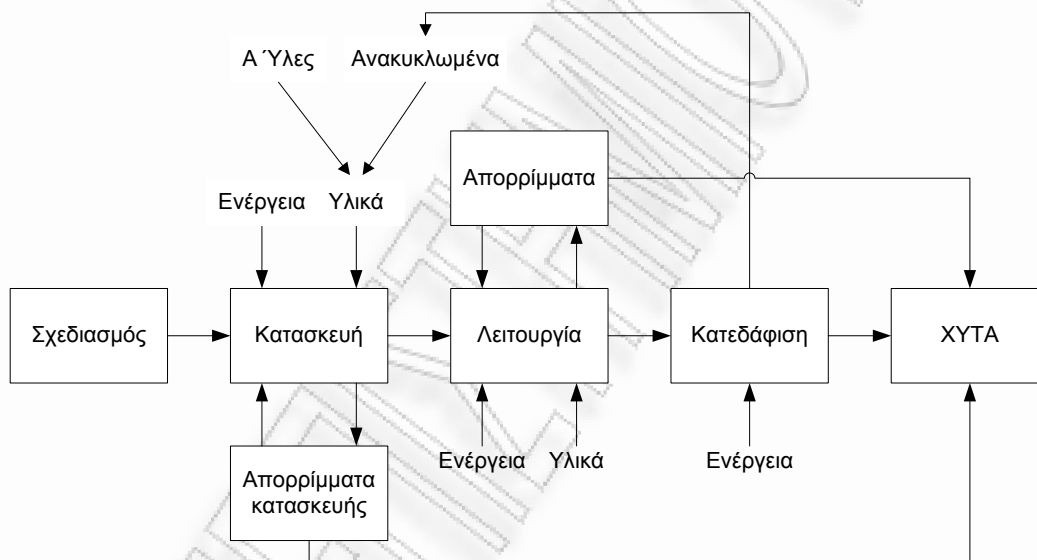 Α Ύλες
Ανακυκλωμένα
Απορρίμματα
Ενέργεια
Υλικά
Σχεδιασμός
Κατασκευή
Λειτουργία
Κατεδάφιση
ΧΥΤΑ
Ενέργεια
Υλικά
Ενέργεια
Απορρίμματα
κατασκευής